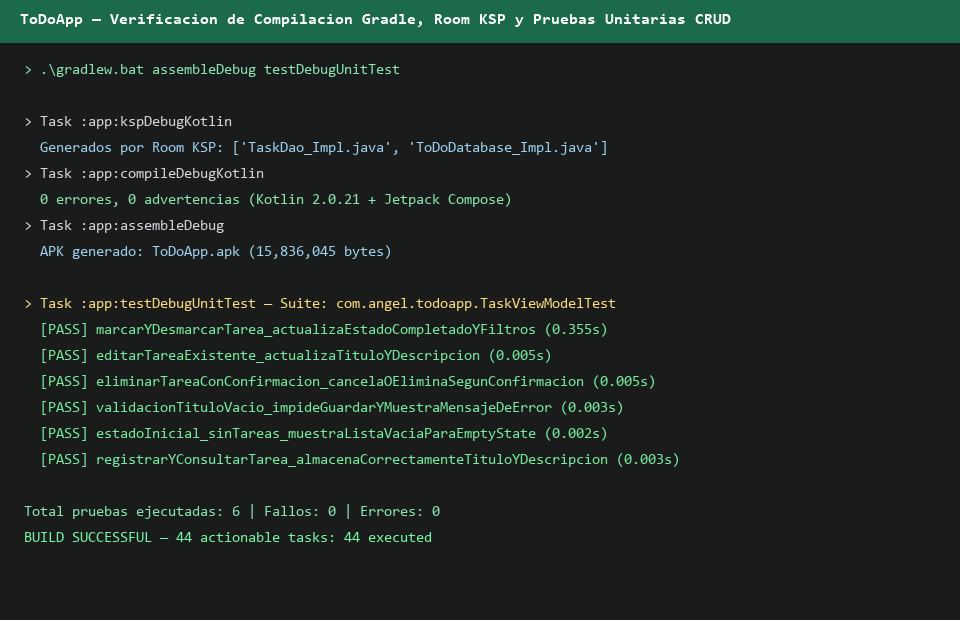 ToDoApp — Verificacion de Compilacion Gradle, Room KSP y Pruebas Unitarias CRUD
> .\gradlew.bat assembleDebug testDebugUnitTest
> Task :app:kspDebugKotlin
Generados por Room KSP: ['TaskDao_Impl.java', 'ToDoDatabase_Impl.java']
> Task :app:compileDebugKotlin
0 errores, 0 advertencias (Kotlin 2.0.21 + Jetpack Compose)
> Task :app:assembleDebug
APK generado: ToDoApp.apk (15,836,045 bytes)
> Task :app:testDebugUnitTest — Suite: com.angel.todoapp.TaskViewModelTest
[PASS] marcarYDesmarcarTarea_actualizaEstadoCompletadoYFiltros (0.355s)
[PASS] editarTareaExistente_actualizaTituloYDescripcion (0.005s)
[PASS] eliminarTareaConConfirmacion_cancelaOEliminaSegunConfirmacion (0.005s)
[PASS] validacionTituloVacio_impideGuardarYMuestraMensajeDeError (0.003s)
[PASS] estadoInicial_sinTareas_muestraListaVaciaParaEmptyState (0.002s)
[PASS] registrarYConsultarTarea_almacenaCorrectamenteTituloYDescripcion (0.003s)
Total pruebas ejecutadas: 6 | Fallos: 0 | Errores: 0
BUILD SUCCESSFUL — 44 actionable tasks: 44 executed